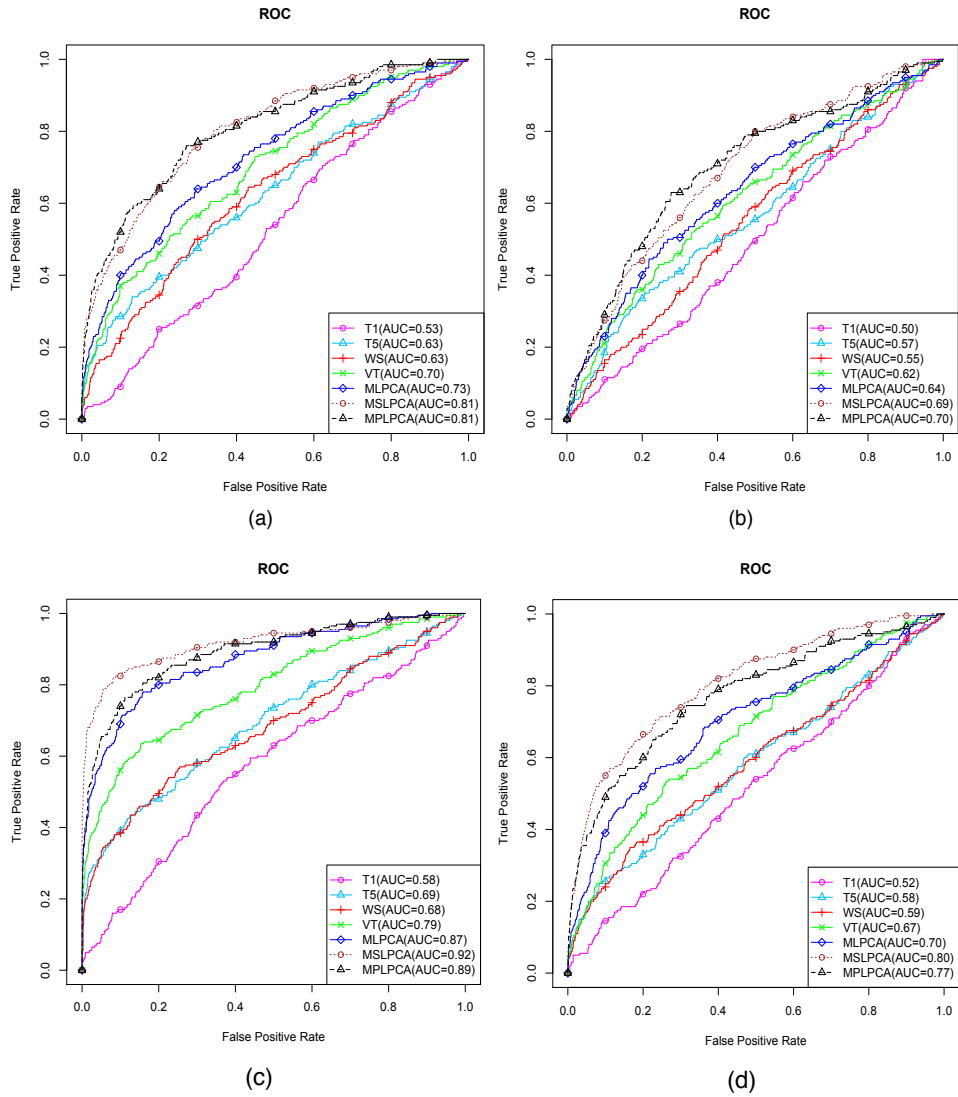 ROC
True Positive Rate
1.0
0.8
0.6
0.4
0.2
0.0
T1(AUC=0.53)
T5(AUC=0.63)
WS(AUC=0.63)
VT(AUC=0.70)
MLPCA(AUC=0.73)
MSLPCA(AUC=0.81)
MPLPCA(AUC=0.81)
0.0 0.2 0.4 0.6 0.8 1.0
False Positive Rate
(a)
ROC
True Positive Rate
1.0
0.8
0.6
0.4
0.2
0.0
T1(AUC=0.50)
T5(AUC=0.57)
WS(AUC=0.55)
VT(AUC=0.62)
MLPCA(AUC=0.64)
MSLPCA(AUC=0.69)
MPLPCA(AUC=0.70)
0.0 0.2 0.4 0.6 0.8 1.0
False Positive Rate
(b)
ROC
True Positive Rate
1.0
0.8
0.6
0.4
0.2
0.0
T1(AUC=0.58)
T5(AUC=0.69)
WS(AUC=0.68)
VT(AUC=0.79)
MLPCA(AUC=0.87)
MSLPCA(AUC=0.92)
MPLPCA(AUC=0.89)
0.0 0.2 0.4 0.6 0.8 1.0
False Positive Rate
(c)
ROC
True Positive Rate
1.0
0.8
0.6
0.4
0.2
0.0
T1(AUC=0.52)
T5(AUC=0.58)
WS(AUC=0.59)
VT(AUC=0.67)
MLPCA(AUC=0.70)
MSLPCA(AUC=0.80)
MPLPCA(AUC=0.77)
0.0 0.2 0.4 0.6 0.8 1.0
False Positive Rate
(d)